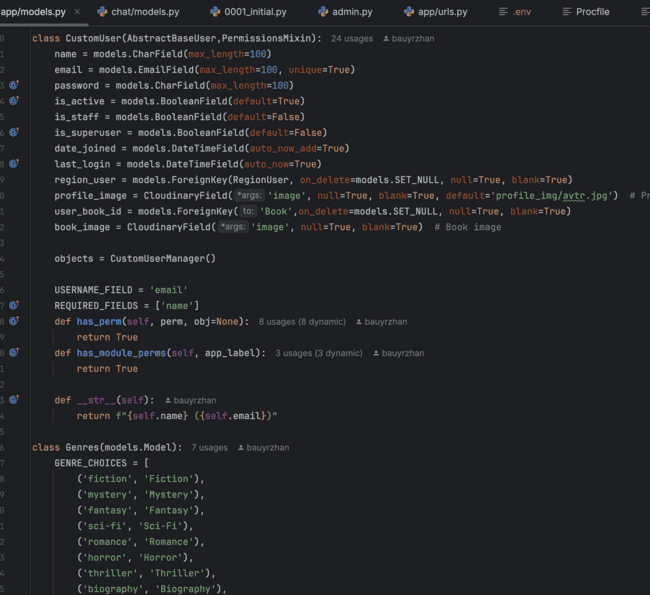 app/models.py × chat/models.py 0001_initial.py admin.py app/urls.py .env Procfile
class CustomUser(AbstractBaseUser,PermissionsMixin): 24 usages bauyrzhan
name = models.CharField(max_length=100)
email = models.EmailField(max_length=100, unique=True)
password = models.CharField(max_length=100)
is_active = models.BooleanField(default=True)
is_staff = models.BooleanField(default=False)
is_superuser = models.BooleanField(default=False)
date_joined = models.DateTimeField(auto_now_add=True)
last_login = models.DateTimeField(auto_now=True)
region_user = models.ForeignKey(RegionUser, on_delete=models.SET_NULL, null=True, blank=True)
profile_image = CloudinaryField( *args: 'image', null=True, blank=True, default='profile_img/avtr.jpg') # Pr
user_book_id = models.ForeignKey( to: 'Book',on_delete=models.SET_NULL, null=True, blank=True)
book_image = CloudinaryField( *args: 'image', null=True, blank=True) # Book image
objects = CustomUserManager()
USERNAME_FIELD = 'email'
REQUIRED_FIELDS = ['name']
def has_perm(self, perm, obj=None): 8 usages (8 dynamic) bauyrzhan
return True
def has_module_perms(self, app_label): 3 usages (3 dynamic) bauyrzhan
return True
def __str__(self): bauyrzhan
return f"{self.name} ({self.email})"
class Genres(models.Model): 7 usages bauyrzhan
GENRE_CHOICES = [
('fiction', 'Fiction'),
('mystery', 'Mystery'),
('fantasy', 'Fantasy'),
('sci-fi', 'Sci-Fi'),
('romance', 'Romance'),
('horror', 'Horror'),
('thriller', 'Thriller'),
('biography', 'Biography'),